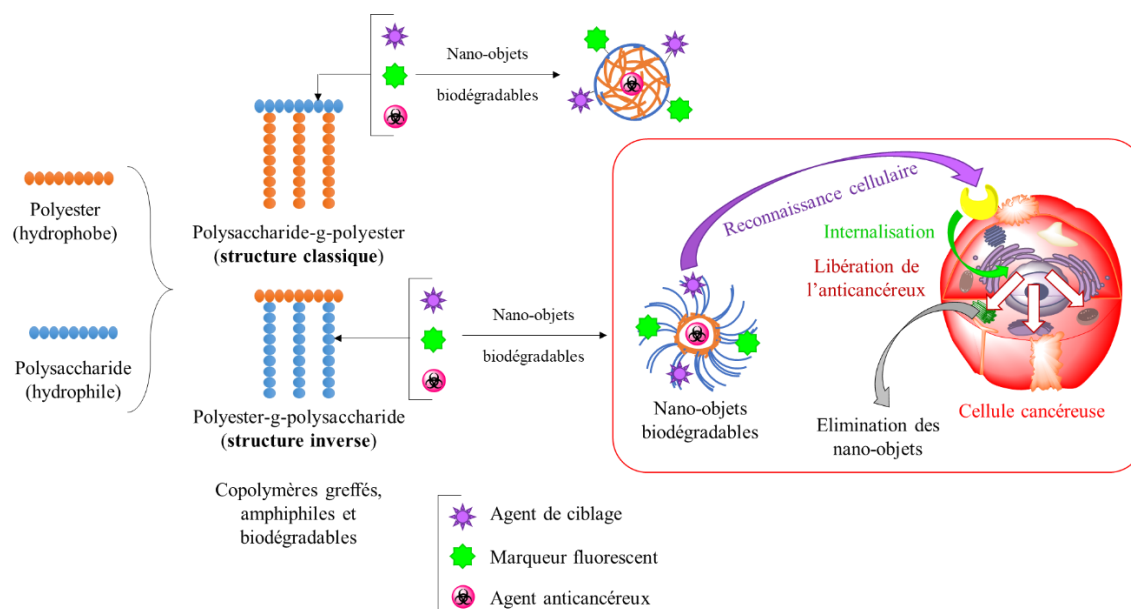 Nano-objets
biodégradables
Polyester
(hydrophobe)
Polysaccharide
(hydrophile)
Polysaccharide-g-polyester
(structure classique)
Nano-objets
biodégradables
Polyester-g-polysaccharide
(structure inverse)
Copolymères greffés,
amphiphiles et
biodégradables
Reconnaissance cellulaire
Internalisation
Libération de
l’anticancéreux
Nano-objets
biodégradables
Elimination des
nano-objets
Cellule cancéreuse
Agent de ciblage
Marqueur fluorescent
Agent anticancéreux